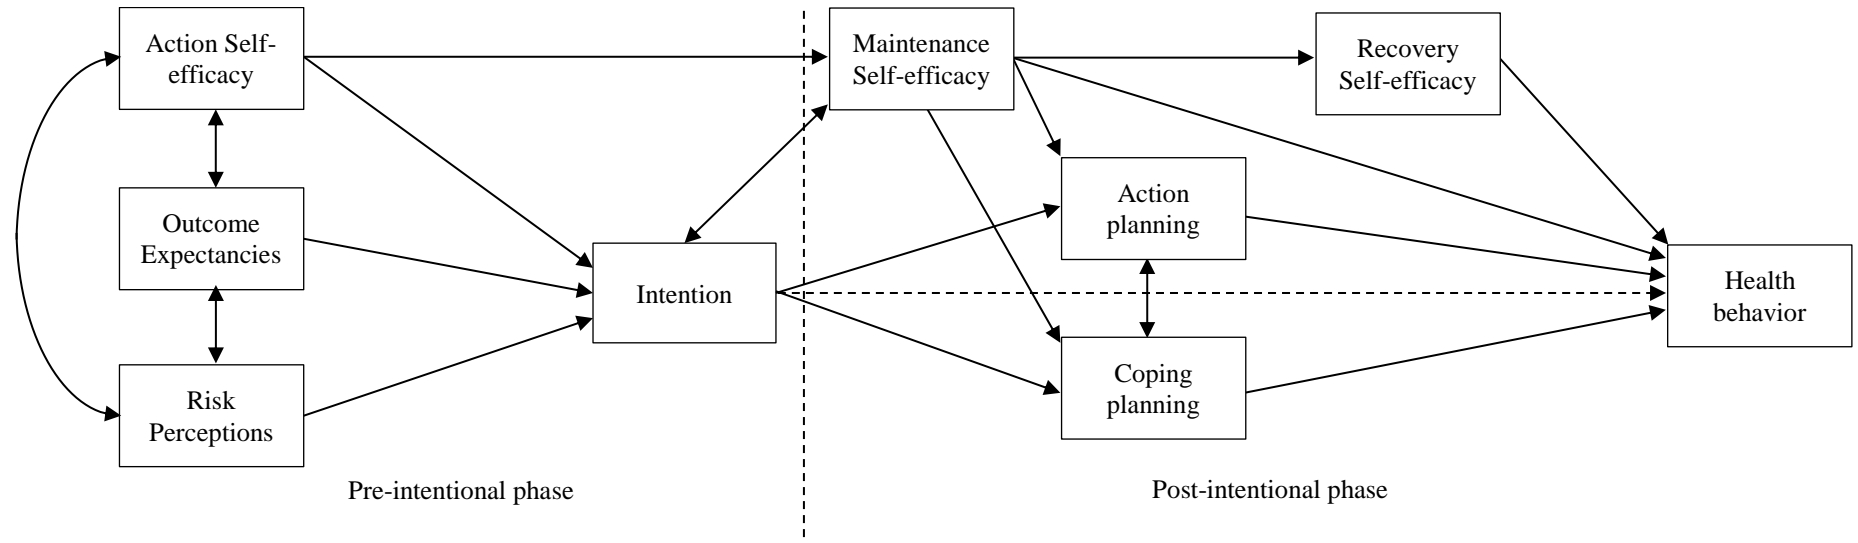 Action Self-
efficacy
Outcome
Expectancies
Risk
Perceptions
Intention
Pre-intentional phase
Maintenance
Self-efficacy
Recovery
Self-efficacy
Action
planning
Coping
planning
Health
behavior
Post-intentional phase